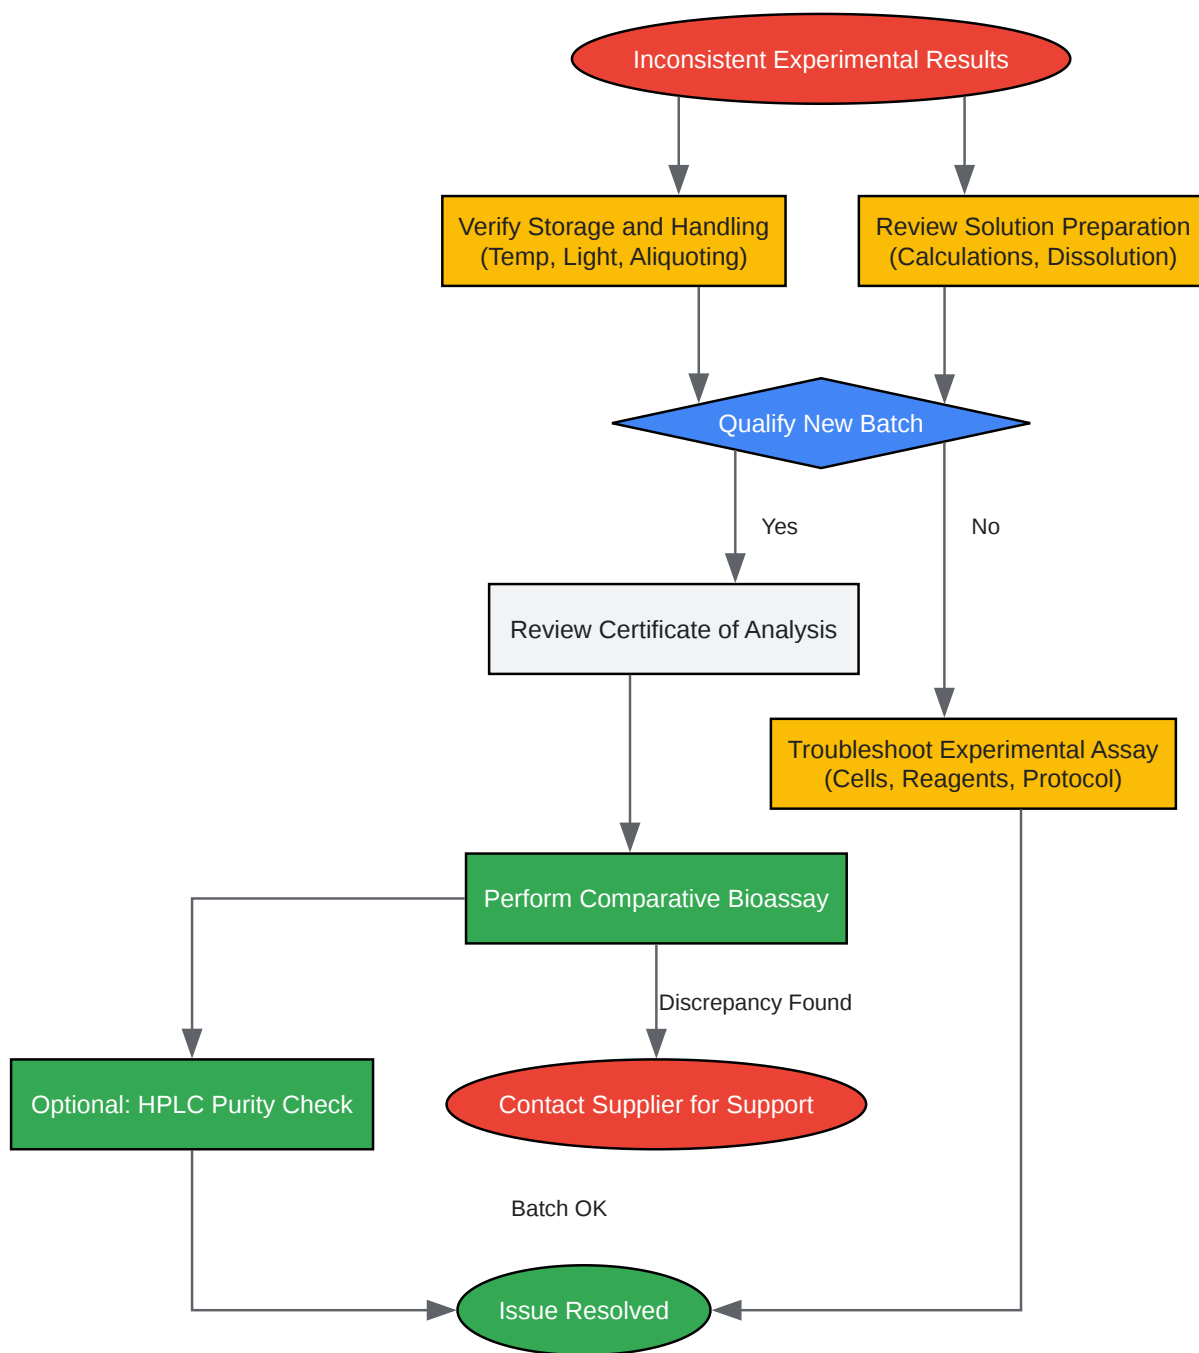 Inconsistent Experimental Results
Verify Storage and Handling
(Temp, Light, Aliquoting)
Review Solution Preparation
(Calculations, Dissolution)
Qualify New Batch
Yes
No
Review Certificate of Analysis
Troubleshoot Experimental Assay
(Cells, Reagents, Protocol)
Perform Comparative Bioassay
Discrepancy Found
Optional: HPLC Purity Check
Contact Supplier for Support
Batch OK
Issue Resolved